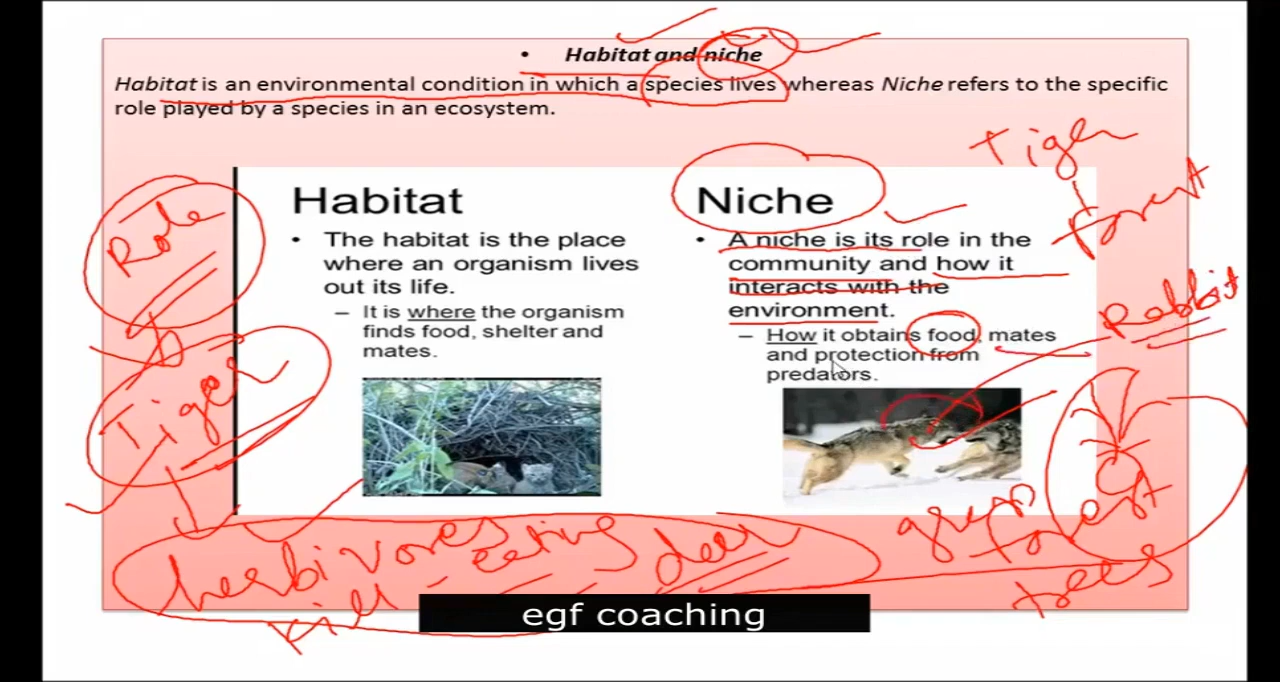 • Habitat and niche
Habitat is an environmental condition in which a species lives whereas Niche refers to the specific
role played by a species in an ecosystem.
Habitat
• The habitat is the place
where an organism lives
out its life.
– It is where the organism
finds food, shelter and
mates.
Niche
• A niche is its role in the
community and how it
interacts with the
environment.
– How it obtains food, mates
and protection from
predators.
Tiger
forest
Rabbit
Role
Tiger
herbivores eating deer
kill
green
forest
trees
egf coaching